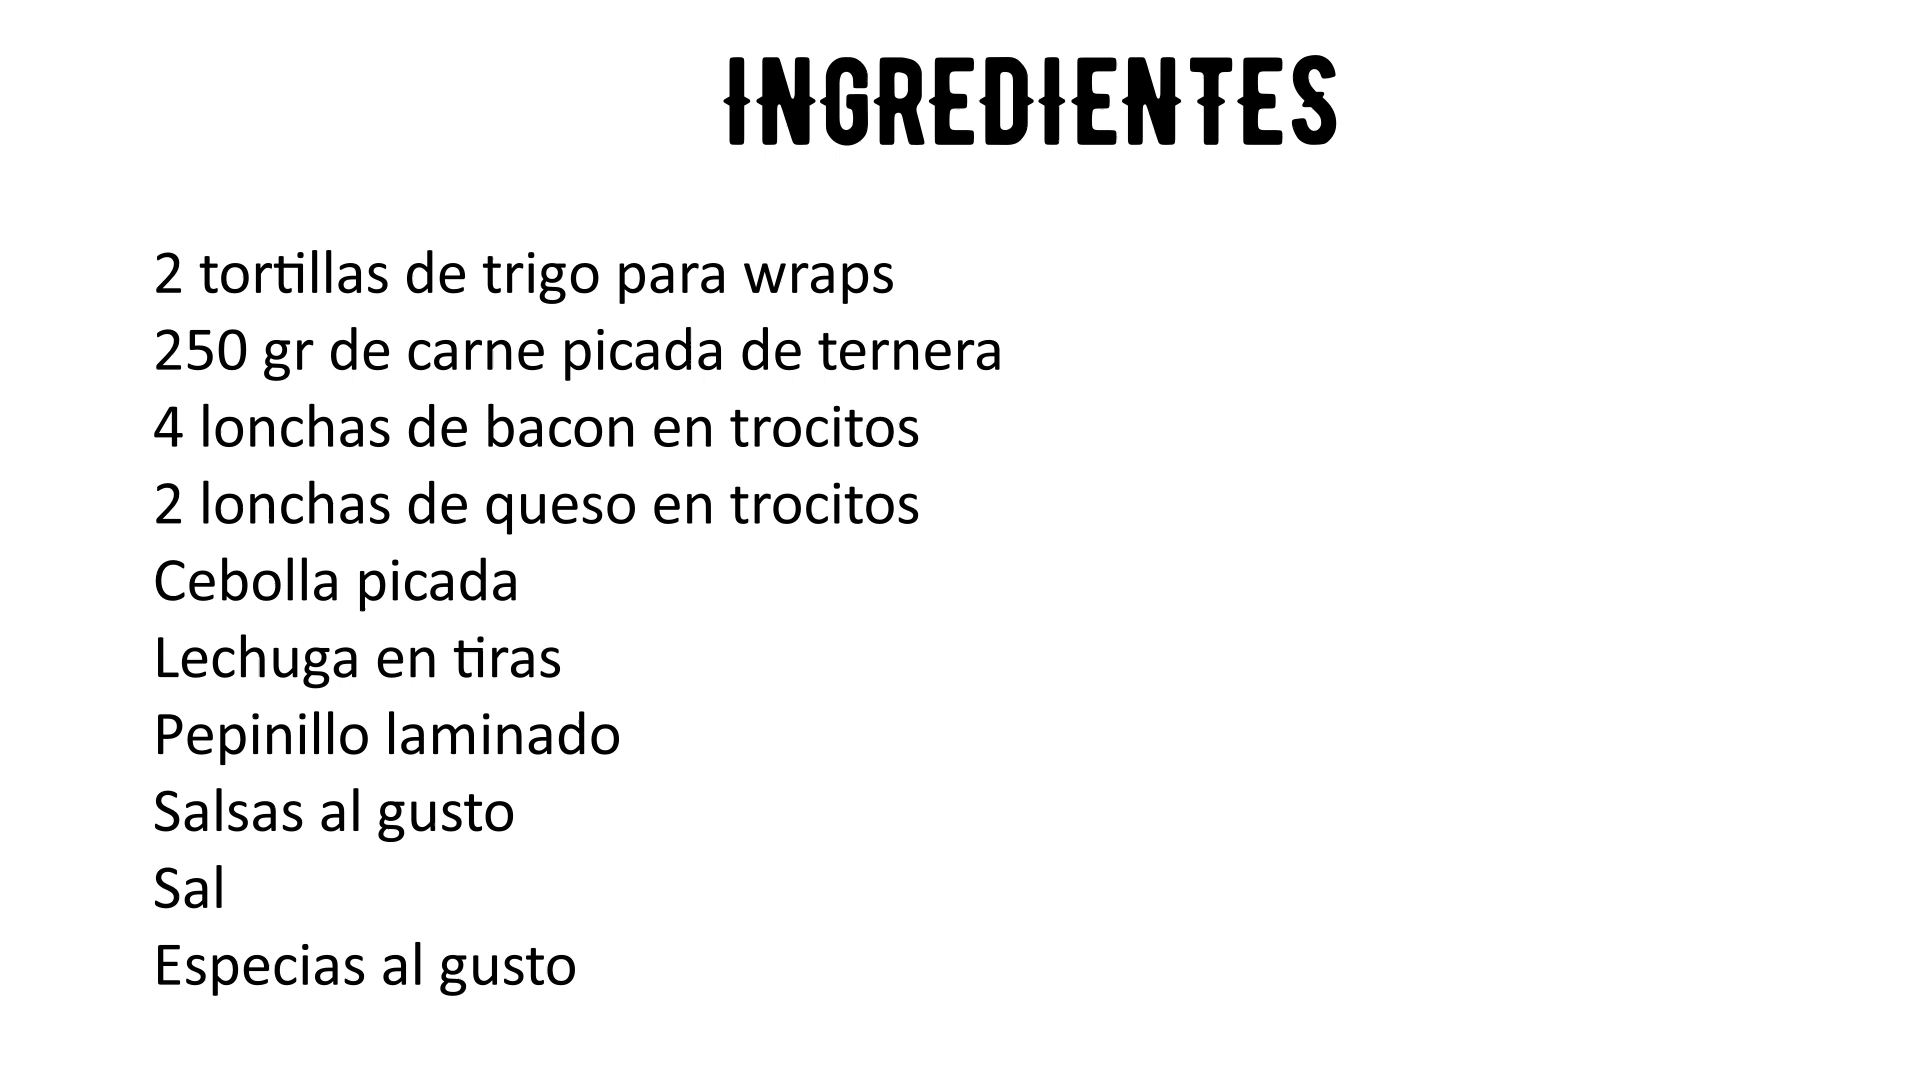 INGREDIENTES
2 tortillas de trigo para wraps
250 gr de carne picada de ternera
4 lonchas de bacon en trocitos
2 lonchas de queso en trocitos
Cebolla picada
Lechuga en tiras
Pepinillo laminado
Salsas al gusto
Sal
Especias al gusto